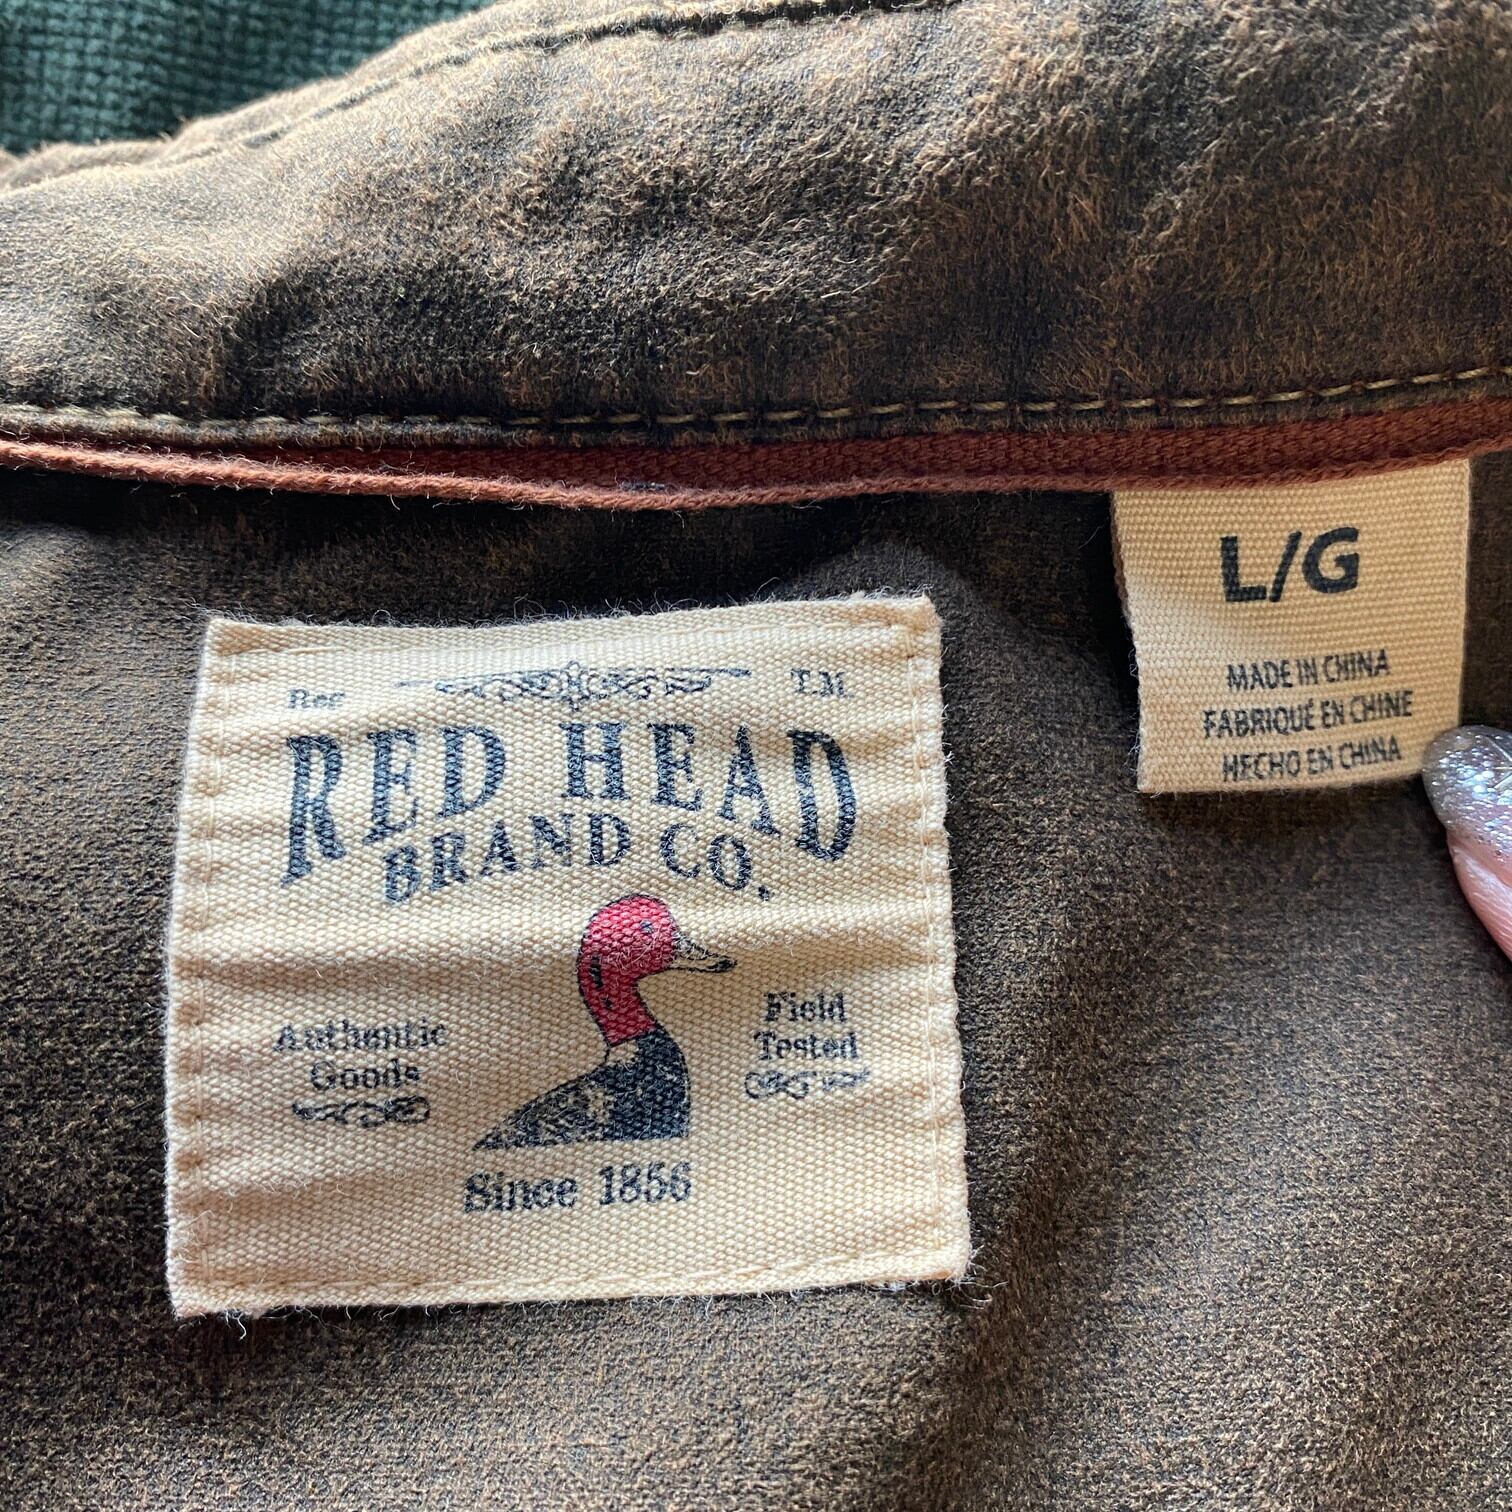 Reg TM
RED HEAD
BRAND CO.
Authentic
Goods
Field
Tested
Since 1856
L/G
MADE IN CHINA
FABRIQUÉ EN CHINE
HECHO EN CHINA